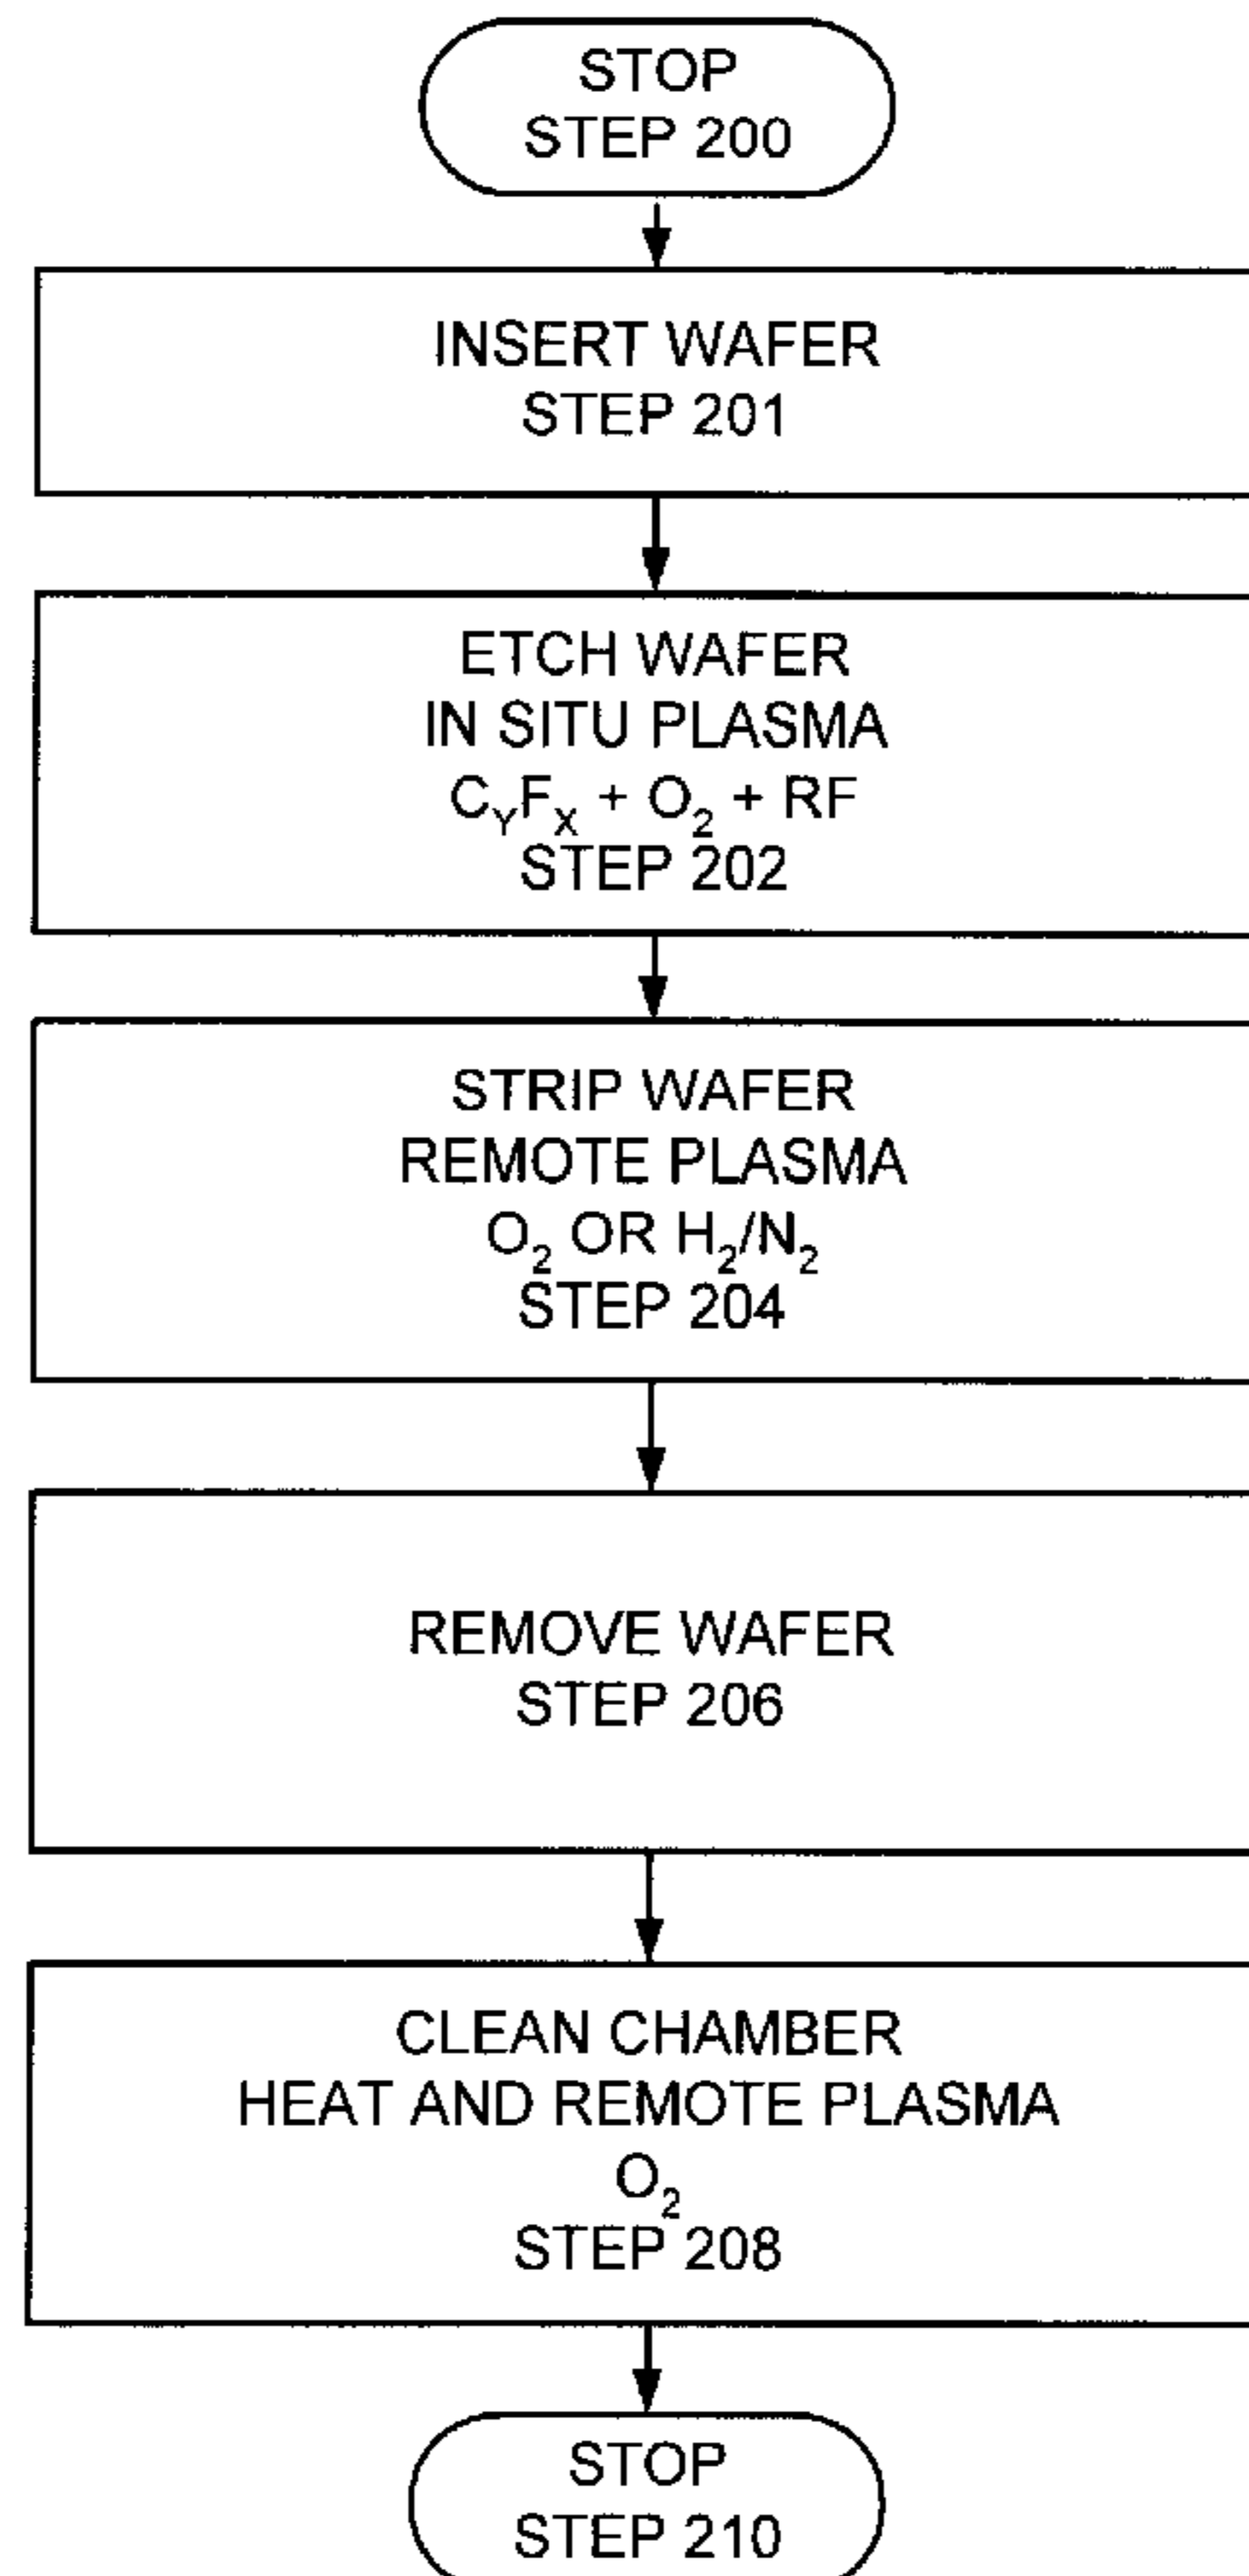 STOP
STEP 200
INSERT WAFER
STEP 201
ETCH WAFER
IN SITU PLASMA
C_YF_X + O₂ + RF
STEP 202
STRIP WAFER
REMOTE PLASMA
O₂ OR H₂/N₂
STEP 204
REMOVE WAFER
STEP 206
CLEAN CHAMBER
HEAT AND REMOTE PLASMA
O₂
STEP 208
STOP
STEP 210